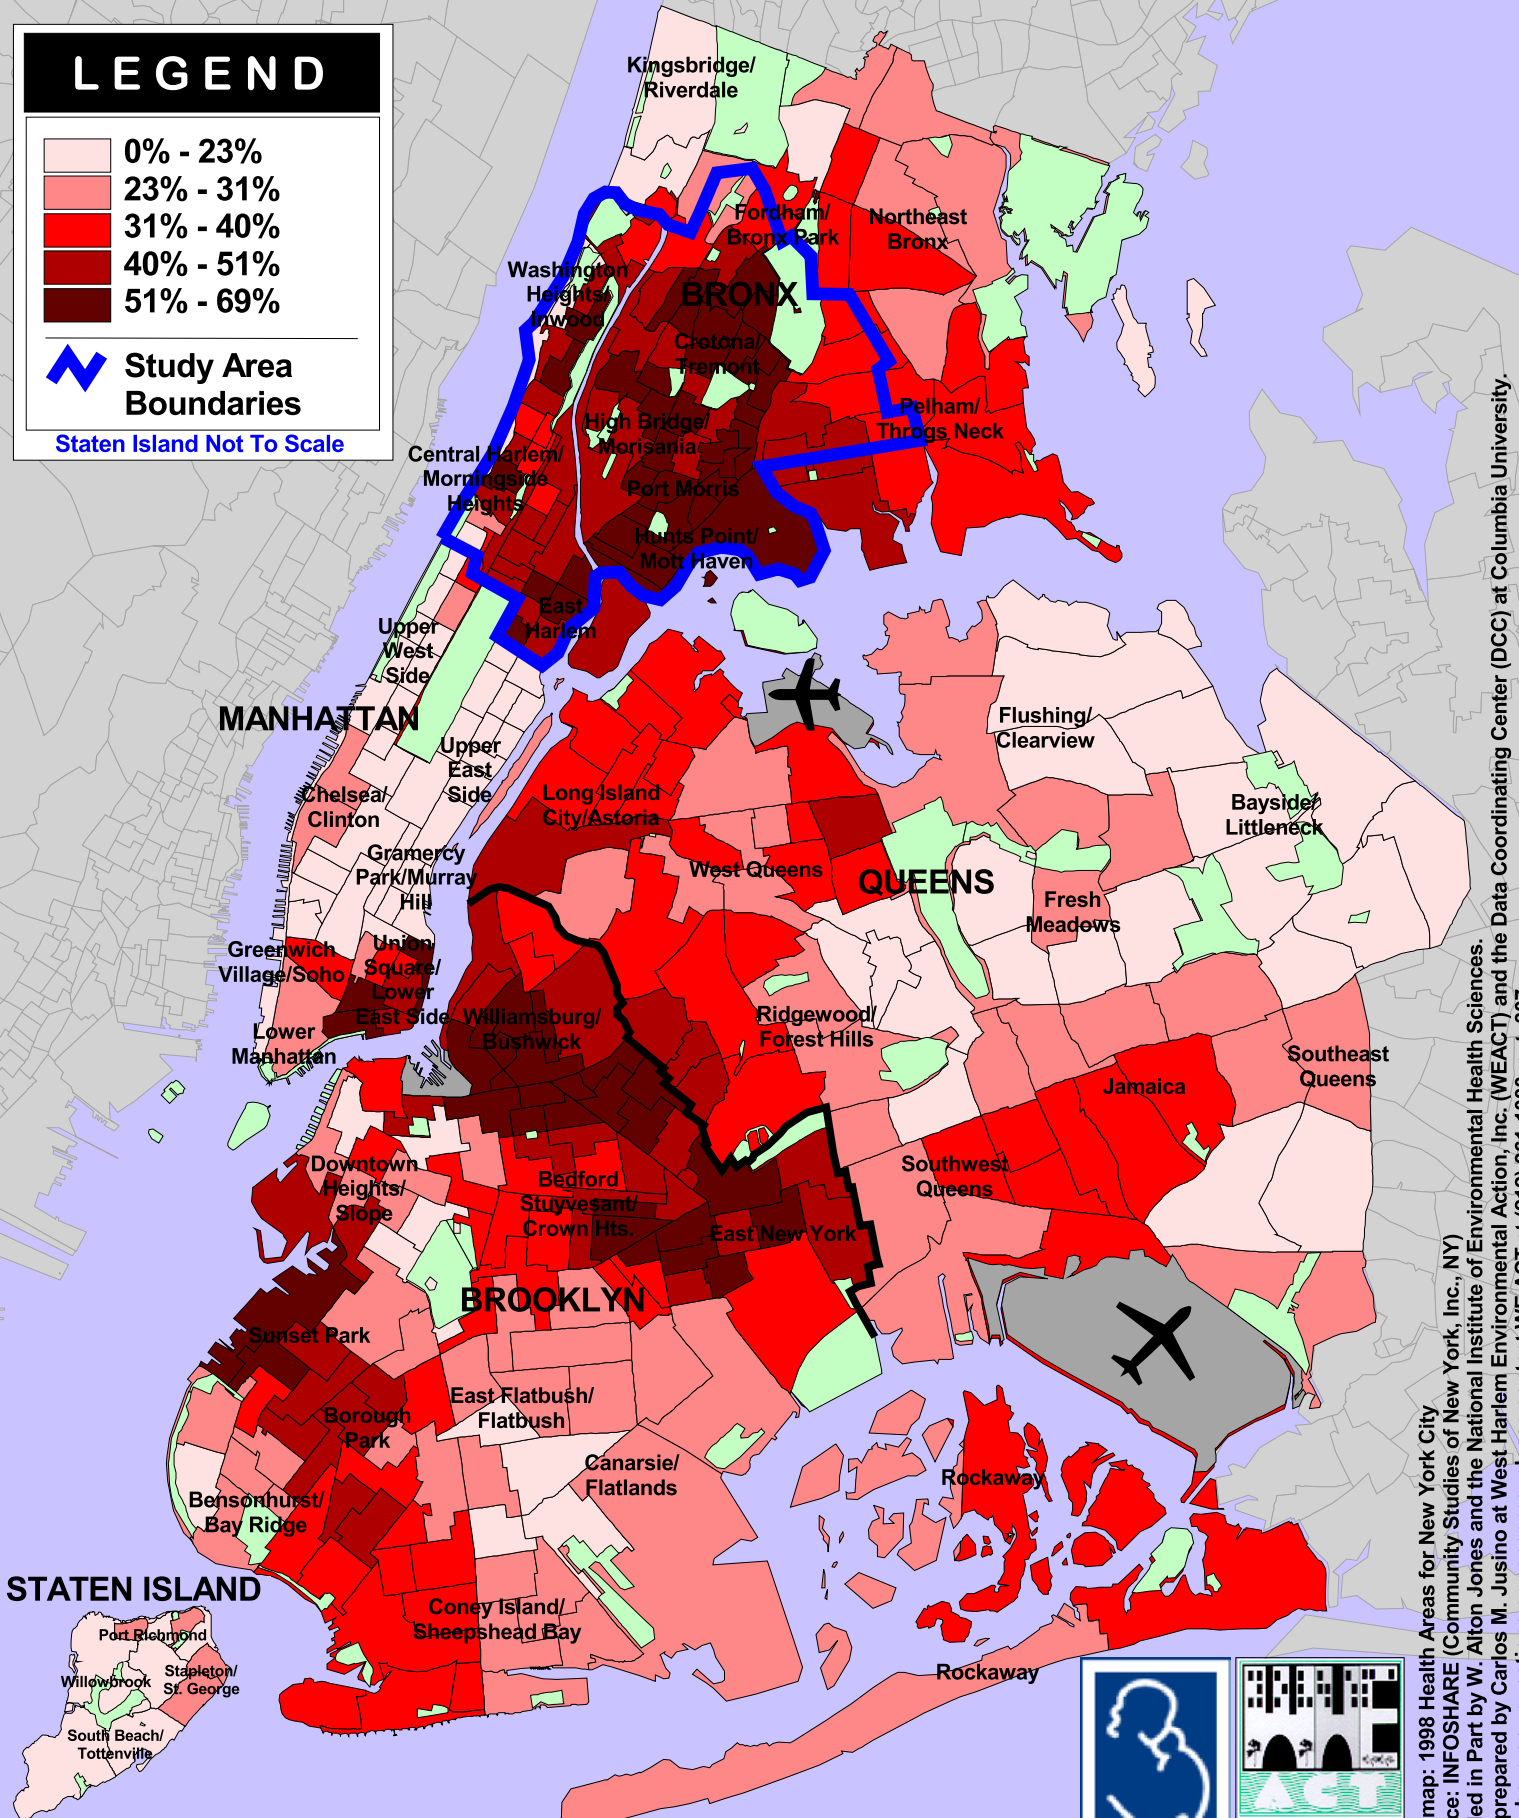 LEGEND
0% - 23%
23% - 31%
31% - 40%
40% - 51%
51% - 69%
Study Area
Boundaries
Staten Island Not To Scale
Kingsbridge/
Riverdale
Fordham/
Bronx Park
Northeast
Bronx
Washington
Heights/
Inwood
BRONX
Crotona/
Tremont
High Bridge/
Morisania
Pelham/
Throgs Neck
Central Harlem/
Morningside
Heights
Port Morris
Hunts Point/
Mott Haven
East
Harlem
Upper
West
Side
MANHATTAN
Upper
East
Side
Flushing/
Clearview
Chelsea/
Clinton
Long Island
City/Astoria
Bayside/
Littleneck
Gramercy
Park/Murray
Hill
West Queens
QUEENS
Fresh
Meadows
Greenwich
Village/Soho
Union
Square/
Lower
East Side
Lower
Manhattan
Williamsburg/
Bushwick
Ridgewood/
Forest Hills
Southeast
Queens
Jamaica
Downtown
Heights/
Slope
Bedford
Stuyvesant/
Crown Hts.
Southwest
Queens
East New York
BROOKLYN
Sunset Park
East Flatbush/
Flatbush
Borough
Park
Canarsie/
Flatlands
Rockaway
Bensonhurst/
Bay Ridge
STATEN ISLAND
Coney Island/
Sheepshead Bay
Port Richmond
Stapleton/
St. George
Willowbrook
South Beach/
Tottenville
Rockaway
ACT
map: 1998 Health Areas for New York City
ce: INFOSHARE (Community Studies of New York, Inc., NY)
ed in Part by W. Alton Jones and the National Institute of Environmental Health Sciences.
prepared by Carlos M. Jusino at West Harlem Environmental Action, Inc. (WEACT) and the Data Coordinating Center (DCC) at Columbia University.